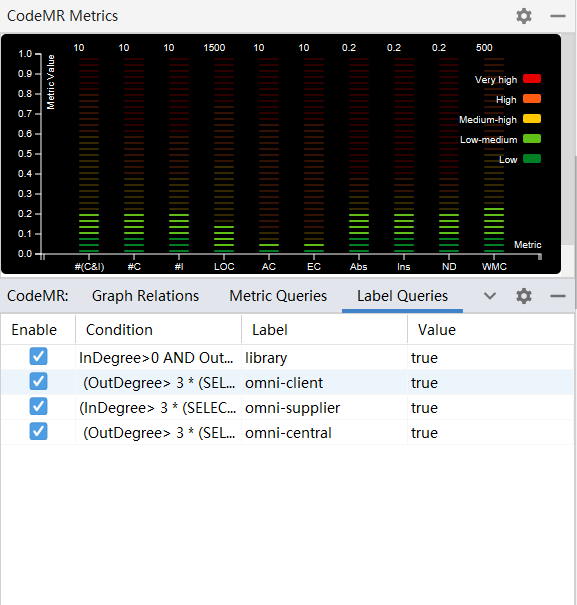 CodeMR Metrics
10 10 10 1500 10 10 0.2 0.2 0.2 500
Metric Value
1.0
0.9
0.8
0.7
0.6
0.5
0.4
0.3
0.2
0.1
0.0
Very high
High
Medium-high
Low-medium
Low
Metric
#(C&I) #C #I LOC AC EC Abs Ins ND WMC
CodeMR: Graph Relations Metric Queries Label Queries
Enable Condition Label Value
InDegree>0 AND Out... library true
(OutDegree> 3 * (SEL... omni-client true
(InDegree> 3 * (SELEC... omni-supplier true
(OutDegree> 3 * (SEL... omni-central true